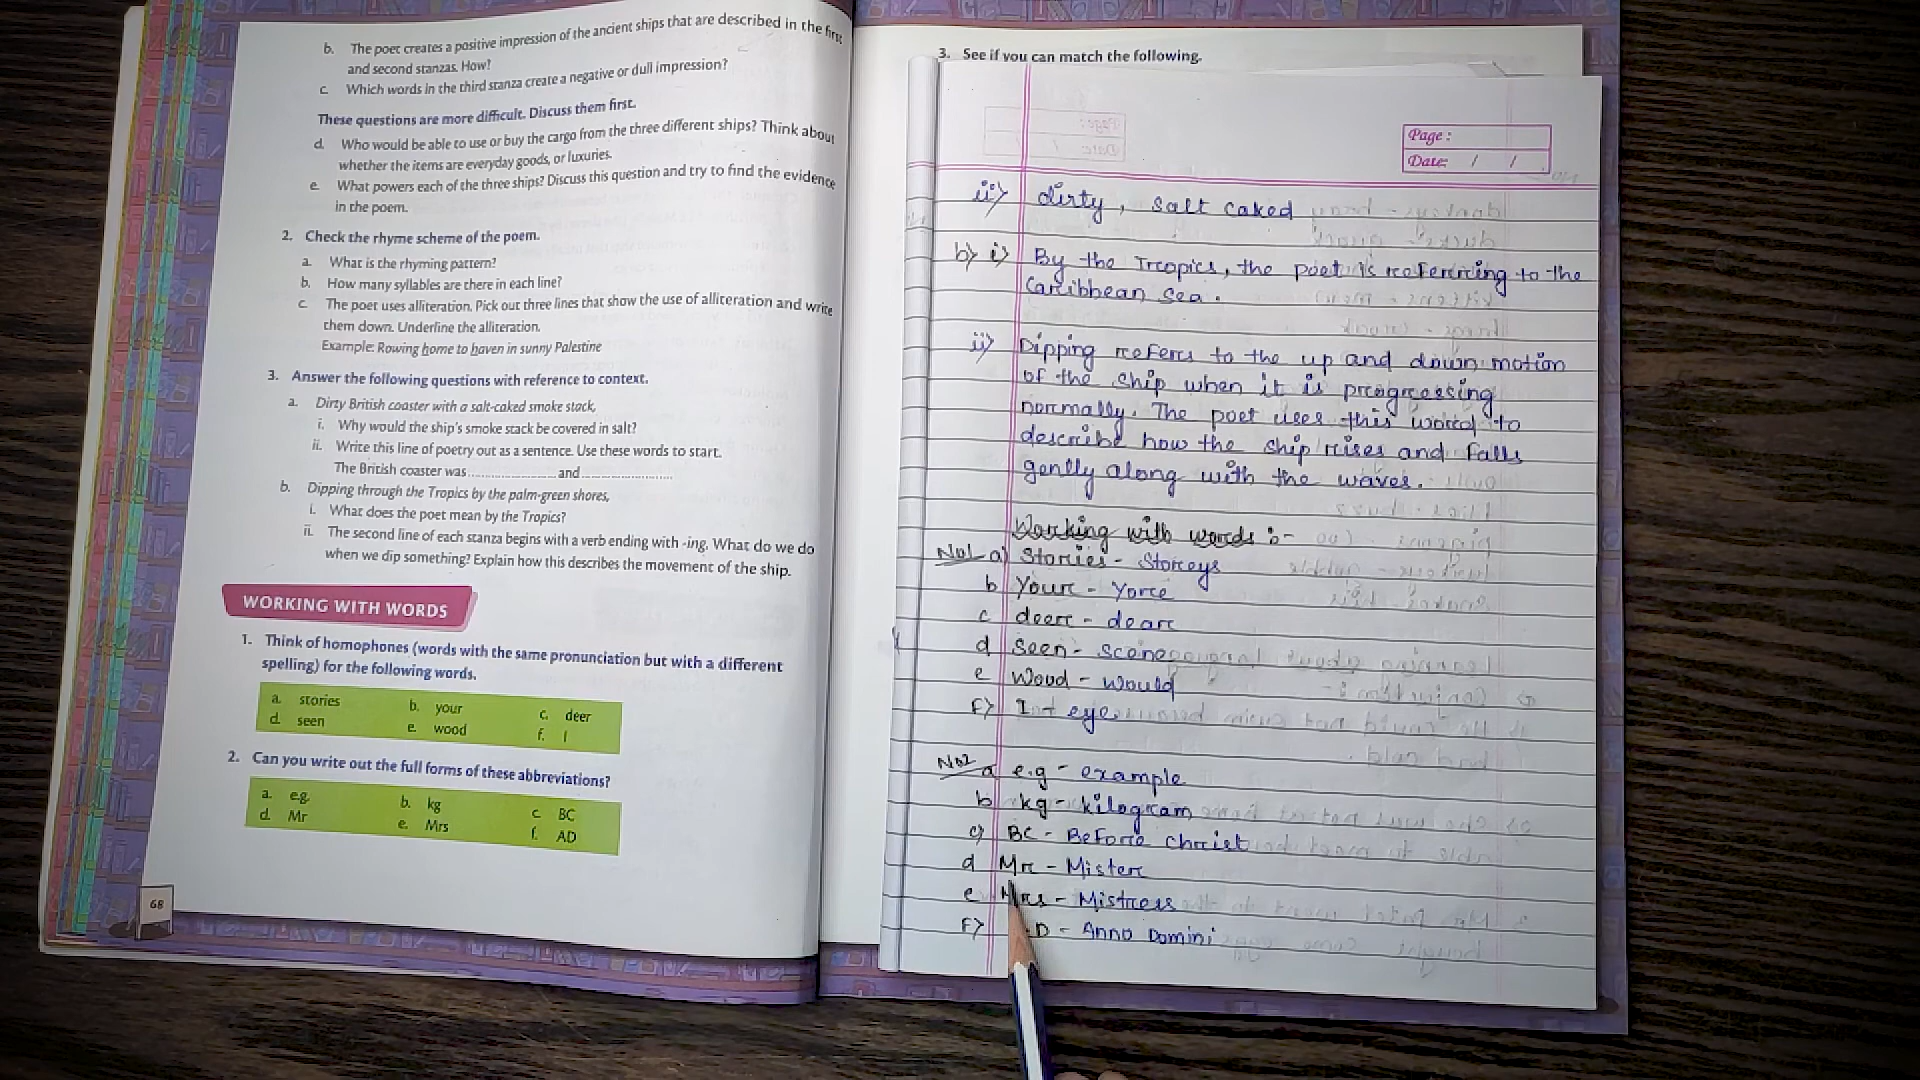 b. The poet creates a positive impression of the ancient ships that are described in the first
and second stanzas. How?
c. Which words in the third stanza create a negative or dull impression?
These questions are more difficult. Discuss them first.
d. Who would be able to use or buy the cargo from the three different ships? Think about
whether the items are everyday goods, or luxuries.
e. What powers each of the three ships? Discuss this question and try to find the evidence
in the poem.
2. Check the rhyme scheme of the poem.
a. What is the rhyming pattern?
b. How many syllables are there in each line?
c. The poet uses alliteration. Pick out three lines that show the use of alliteration and write
them down. Underline the alliteration.
Example: Rowing home to haven in sunny Palestine
3. Answer the following questions with reference to context.
a. Dirty British coaster with a salt-caked smoke stack,
i. Why would the ship's smoke stack be covered in salt?
ii. Write this line of poetry out as a sentence. Use these words to start.
The British coaster was........................ and ........................
b. Dipping through the Tropics by the palm-green shores,
i. What does the poet mean by the Tropics?
ii. The second line of each stanza begins with a verb ending with -ing. What do we do
when we dip something? Explain how this describes the movement of the ship.
WORKING WITH WORDS
1. Think of homophones (words with the same pronunciation but with a different
spelling) for the following words.
a. stories b. your c. deer
d. seen e. wood f. I
2. Can you write out the full forms of these abbreviations?
a. e.g. b. kg c. BC
d. Mr e. Mrs f. AD
68
3. See if you can match the following.
Page :
Date: / /
ii) dirty, salt caked
b) i) By the Tropics, the poet is referring to the
Caribbean Sea.
ii) Dipping refers to the up and down motion
of the ship when it is progressing
normally. The poet uses this word to
describe how the ship rises and falls
gently along with the waves.
Working with words :-
No1 a) Stories - Storeys
b Your - Yore
c deer - dear
d Seen - scene
e Wood - would
F) I - eye
No2 a e.g - example
b kg - kilogram
c) BC - Before christ
d Mr - Mister
e Mrs - Mistress
F) D - Anno Domini